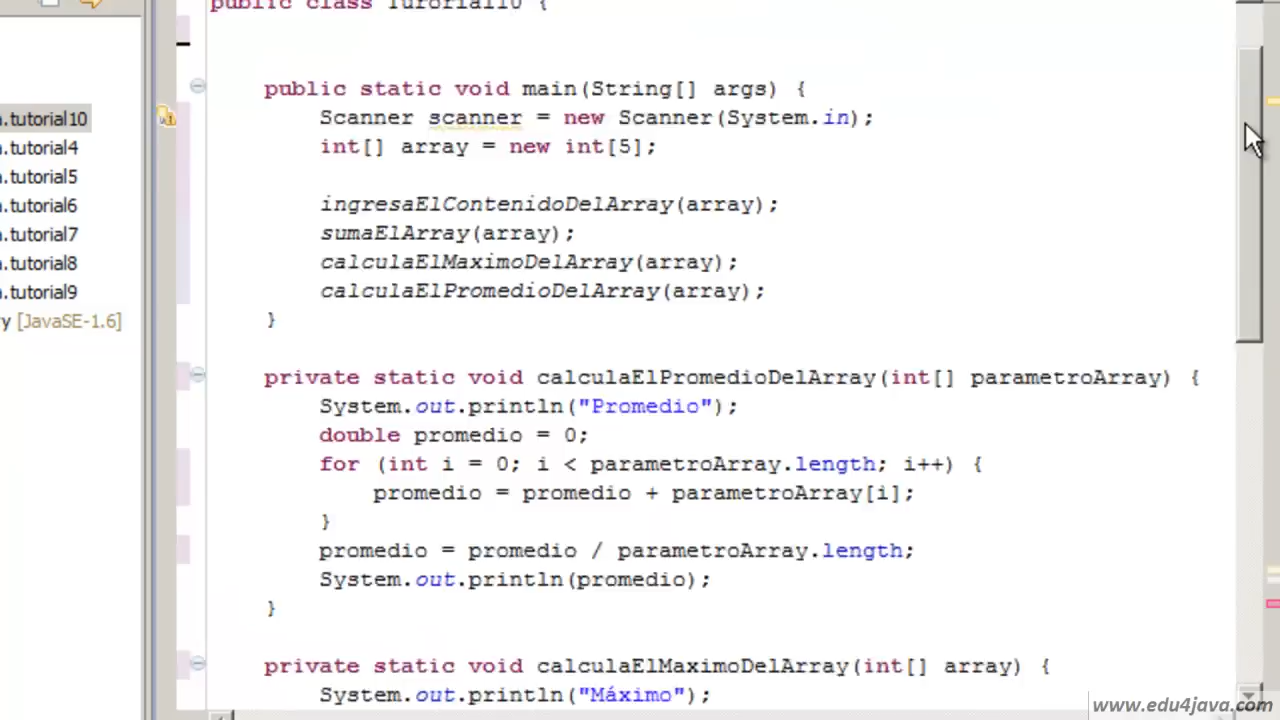 public class Tutorial10 {
public static void main(String[] args) {
Scanner scanner = new Scanner(System.in);
int[] array = new int[5];
ingresaElContenidoDelArray(array);
sumaElArray(array);
calculaElMaximoDelArray(array);
calculaElPromedioDelArray(array);
}
private static void calculaElPromedioDelArray(int[] parametroArray) {
System.out.println("Promedio");
double promedio = 0;
for (int i = 0; i < parametroArray.length; i++) {
promedio = promedio + parametroArray[i];
}
promedio = promedio / parametroArray.length;
System.out.println(promedio);
}
private static void calculaElMaximoDelArray(int[] array) {
System.out.println("Máximo");
.tutorial10
.tutorial4
.tutorial5
.tutorial6
.tutorial7
.tutorial8
.tutorial9
[JavaSE-1.6]
www.edu4java.com